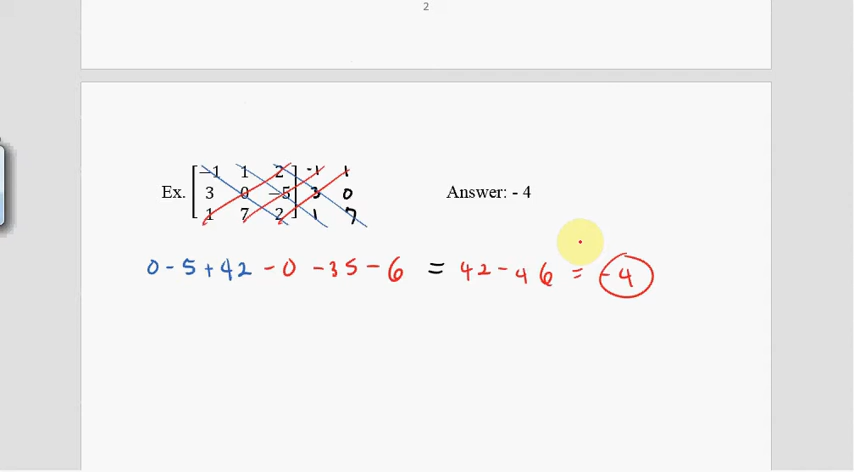 2
Ex. [ -1 1 2 ] -1 1
3 0 -5 3 0
1 7 2 1 7
Answer: - 4
0 - 5 + 42 - 0 - 35 - 6 = 42 - 46 = -4